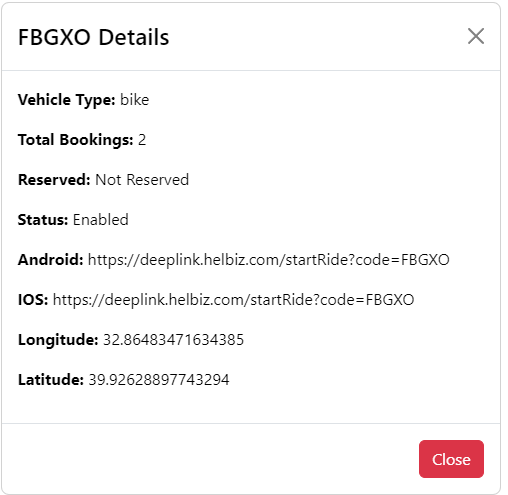 FBGXO Details
Vehicle Type: bike
Total Bookings: 2
Reserved: Not Reserved
Status: Enabled
Android: https://deeplink.helbiz.com/startRide?code=FBGXO
IOS: https://deeplink.helbiz.com/startRide?code=FBGXO
Longitude: 32.86483471634385
Latitude: 39.92628897743294
Close